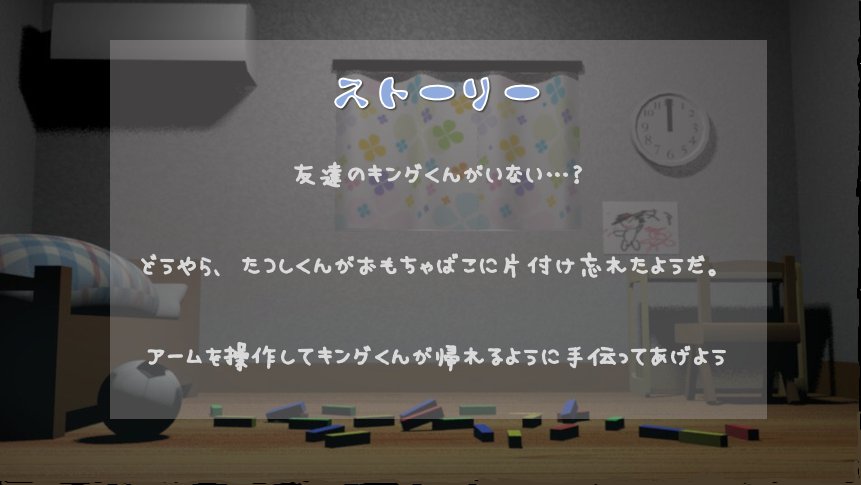 ストーリー
友達のキングくんがいない…?
どうやら、たつしくんがおもちゃばこに片付け忘れたようだ。
アームを操作してキングくんが帰れるように手伝ってあげよう